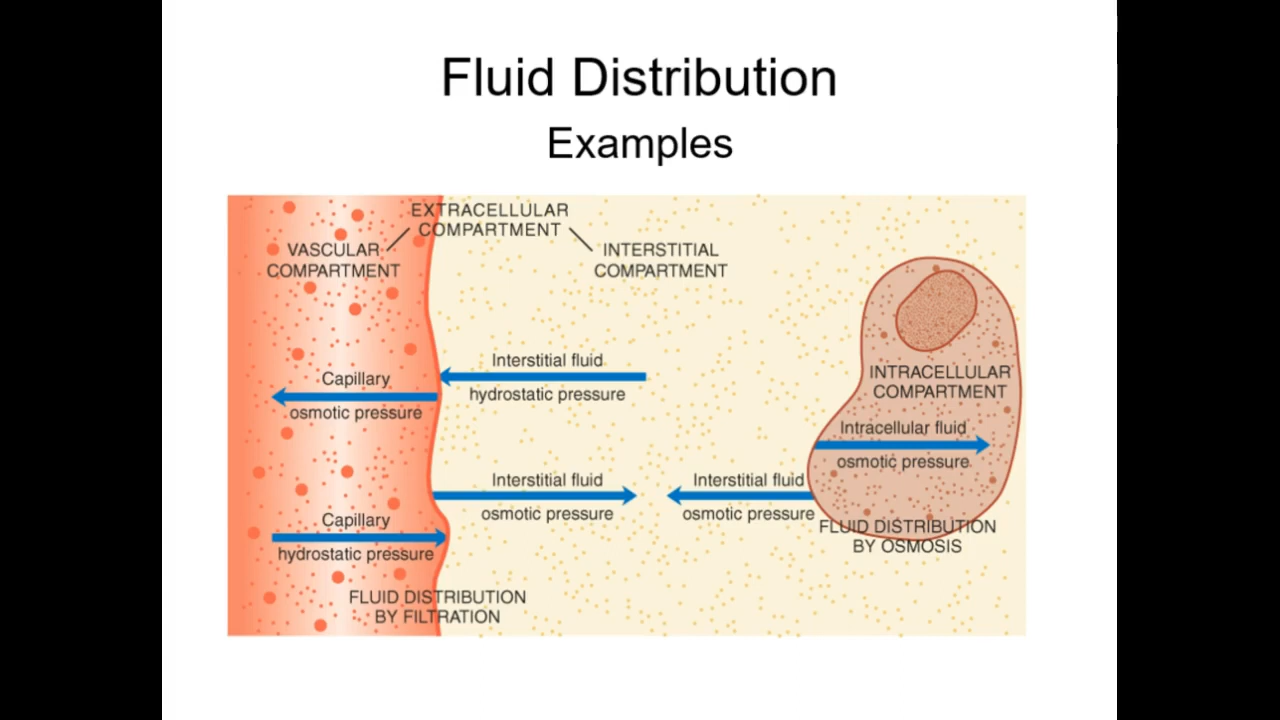 Fluid Distribution
Examples
EXTRACELLULAR
COMPARTMENT
VASCULAR
COMPARTMENT
INTERSTITIAL
COMPARTMENT
Interstitial fluid
hydrostatic pressure
Capillary
osmotic pressure
INTRACELLULAR
COMPARTMENT
Intracellular fluid
osmotic pressure
Interstitial fluid
osmotic pressure
Interstitial fluid
osmotic pressure
Capillary
hydrostatic pressure
FLUID DISTRIBUTION
BY OSMOSIS
FLUID DISTRIBUTION
BY FILTRATION